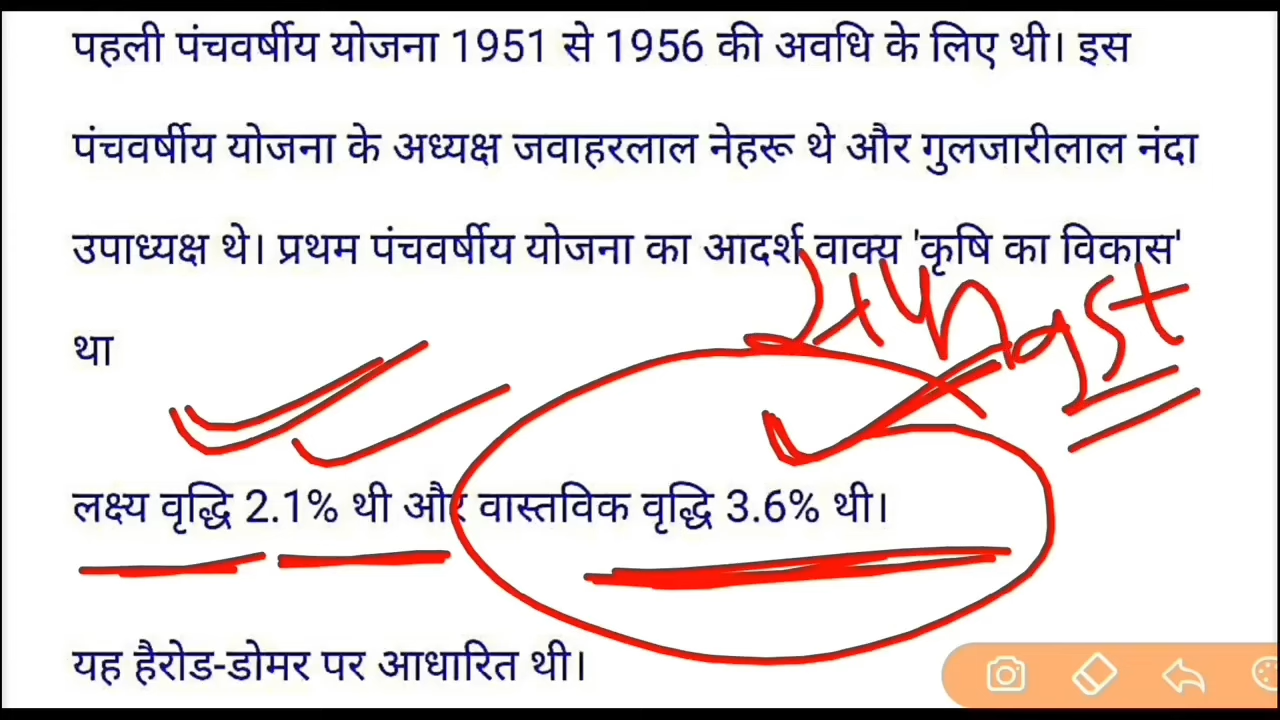 पहली पंचवर्षीय योजना 1951 से 1956 की अवधि के लिए थी। इस
पंचवर्षीय योजना के अध्यक्ष जवाहरलाल नेहरू थे और गुलजारीलाल नंदा
उपाध्यक्ष थे। प्रथम पंचवर्षीय योजना का आदर्श वाक्य 'कृषि का विकास'
था
लक्ष्य वृद्धि 2.1% थी और वास्तविक वृद्धि 3.6% थी।
यह हैरोड-डोमर पर आधारित थी।